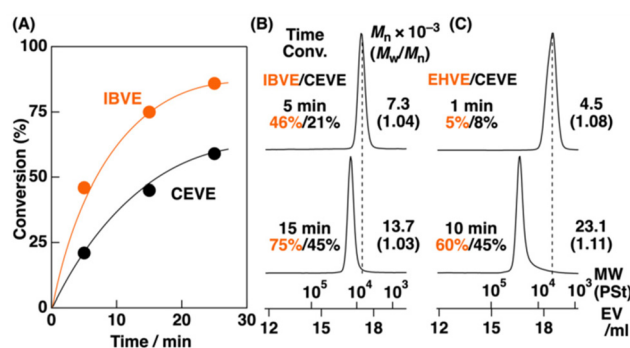 (A)
100
75
50
25
0
Conversion (%)
IBVE
CEVE
0 10 20 30
Time / min
(B)
Time
Conv.
Mn × 10⁻³
(Mw/Mn)
IBVE/CEVE
5 min
46%/21%
7.3
(1.04)
15 min
75%/45%
13.7
(1.03)
10⁵ 10⁴ 10³
12 15 18
(C)
EHVE/CEVE
1 min
5%/8%
4.5
(1.08)
10 min
60%/45%
23.1
(1.11)
10⁵ 10⁴ 10³
MW
(PSt)
12 15 18
EV
/ml